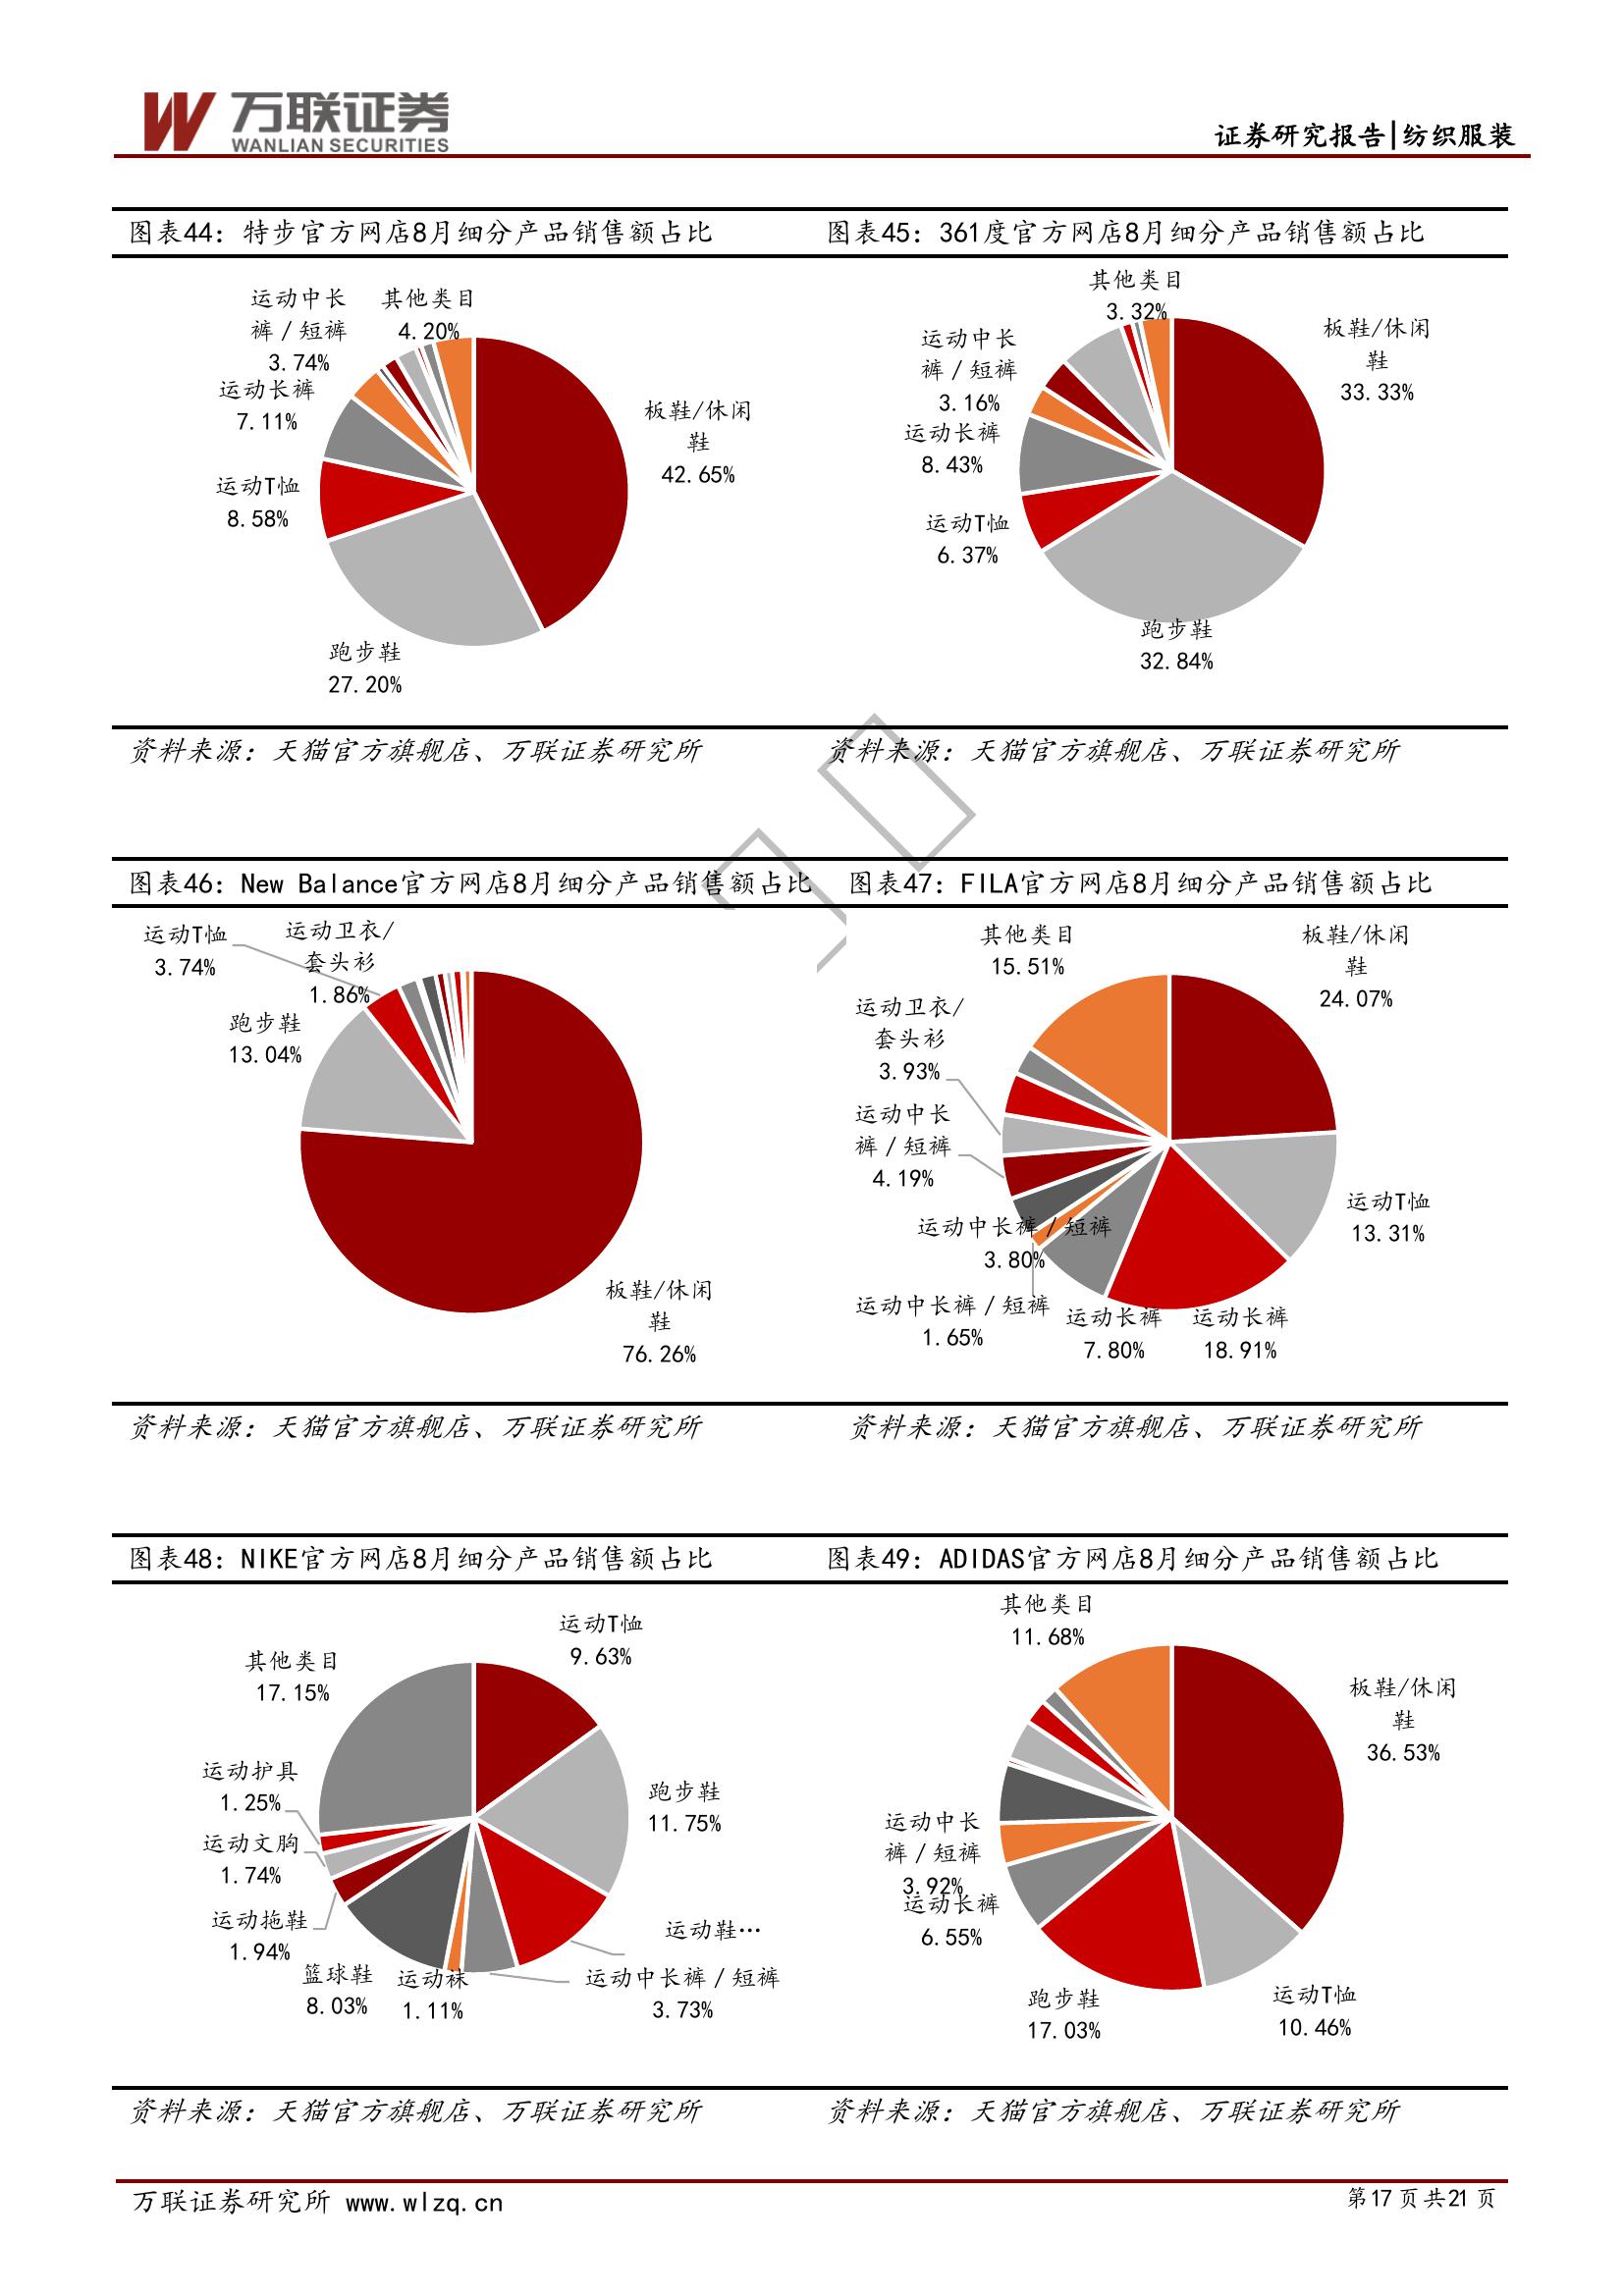 万联证券
WANLIAN SECURITIES
证券研究报告|纺织服装
图表44：特步官方网店8月细分产品销售额占比
运动中长
裤／短裤
3.74%
其他类目
4.20%
运动长裤
7.11%
运动T恤
8.58%
板鞋/休闲
鞋
42.65%
跑步鞋
27.20%
资料来源：天猫官方旗舰店、万联证券研究所
图表45：361度官方网店8月细分产品销售额占比
其他类目
3.32%
运动中长
裤／短裤
3.16%
运动长裤
8.43%
运动T恤
6.37%
板鞋/休闲
鞋
33.33%
跑步鞋
32.84%
资料来源：天猫官方旗舰店、万联证券研究所
图表46：New Balance官方网店8月细分产品销售额占比
运动T恤
3.74%
运动卫衣/
套头衫
1.86%
跑步鞋
13.04%
板鞋/休闲
鞋
76.26%
资料来源：天猫官方旗舰店、万联证券研究所
图表47：FILA官方网店8月细分产品销售额占比
其他类目
15.51%
板鞋/休闲
鞋
24.07%
运动卫衣/
套头衫
3.93%
运动中长
裤／短裤
4.19%
运动中长裤／短裤
3.80%
运动中长裤／短裤
1.65%
运动长裤
7.80%
运动长裤
18.91%
运动T恤
13.31%
资料来源：天猫官方旗舰店、万联证券研究所
图表48：NIKE官方网店8月细分产品销售额占比
运动T恤
9.63%
其他类目
17.15%
跑步鞋
11.75%
运动护具
1.25%
运动文胸
1.74%
运动拖鞋
1.94%
篮球鞋
8.03%
运动袜
1.11%
运动鞋…
运动中长裤／短裤
3.73%
资料来源：天猫官方旗舰店、万联证券研究所
图表49：ADIDAS官方网店8月细分产品销售额占比
其他类目
11.68%
板鞋/休闲
鞋
36.53%
运动中长
裤／短裤
3.92%
运动长裤
6.55%
跑步鞋
17.03%
运动T恤
10.46%
资料来源：天猫官方旗舰店、万联证券研究所
万联证券研究所 www.wlzq.cn
第17页共21页